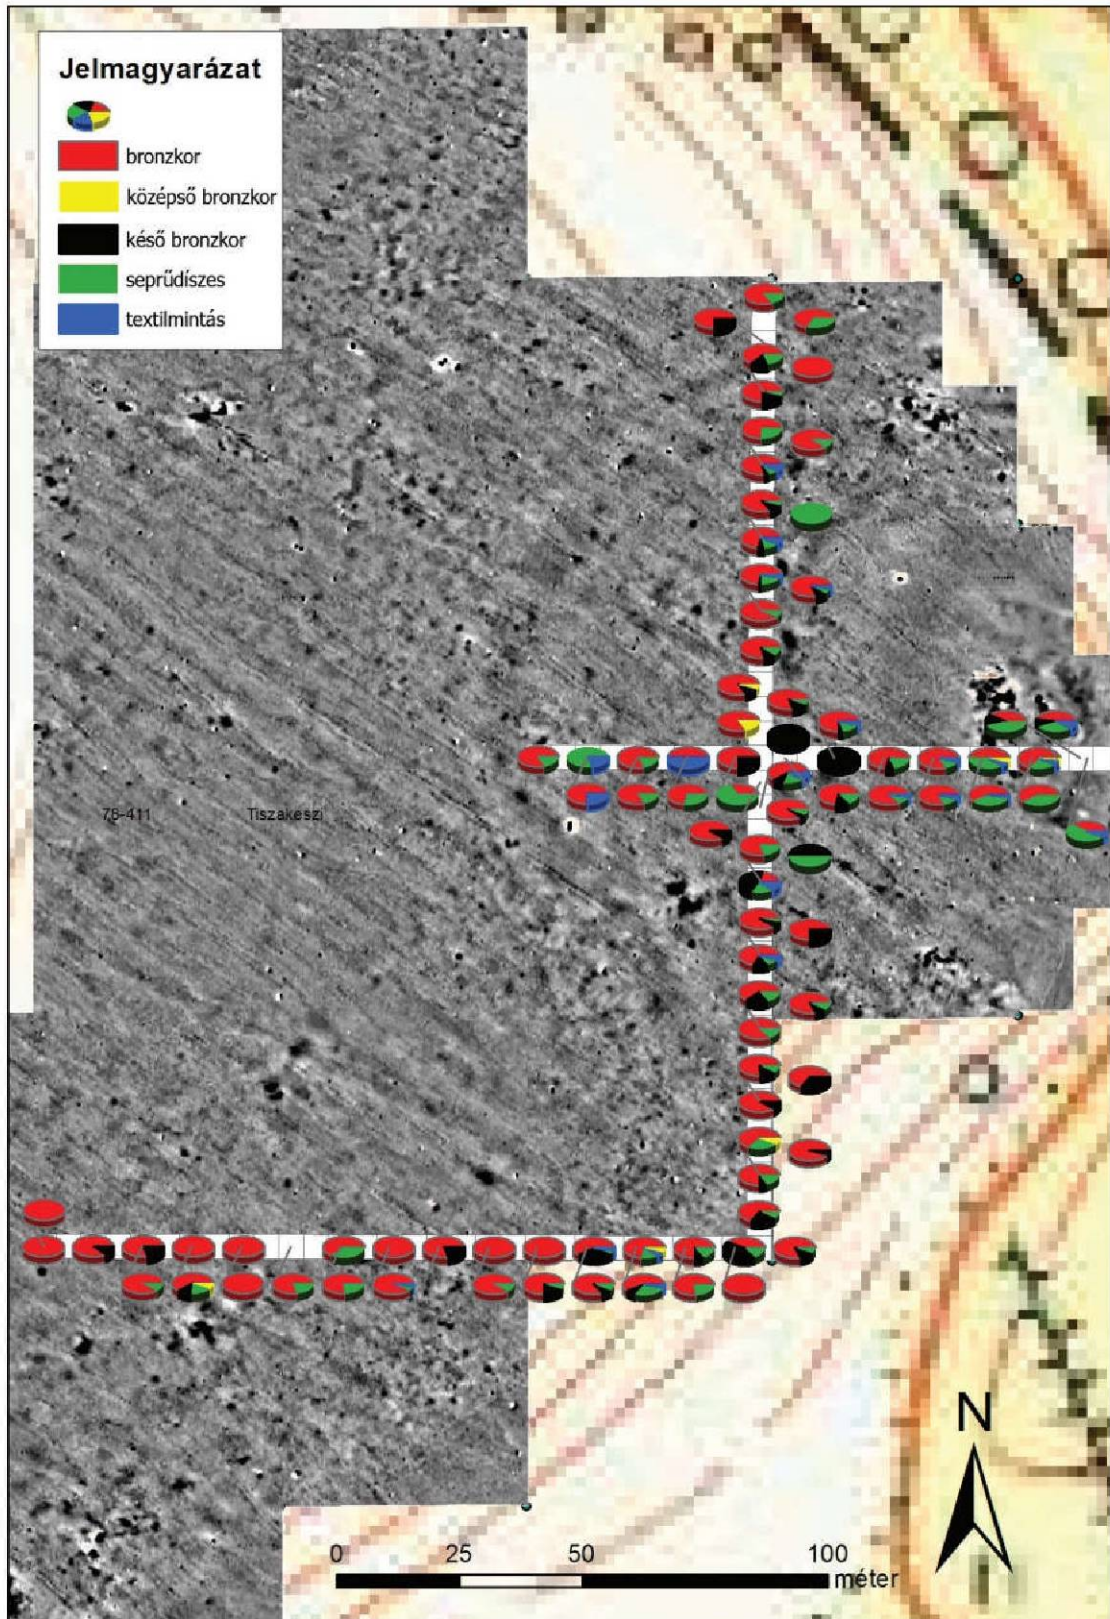 Jelmagyarázat
bronzkor
középső bronzkor
késő bronzkor
seprűdíszes
textilmintás
78-411 Tiszakeszi
N
0 25 50 100
méter